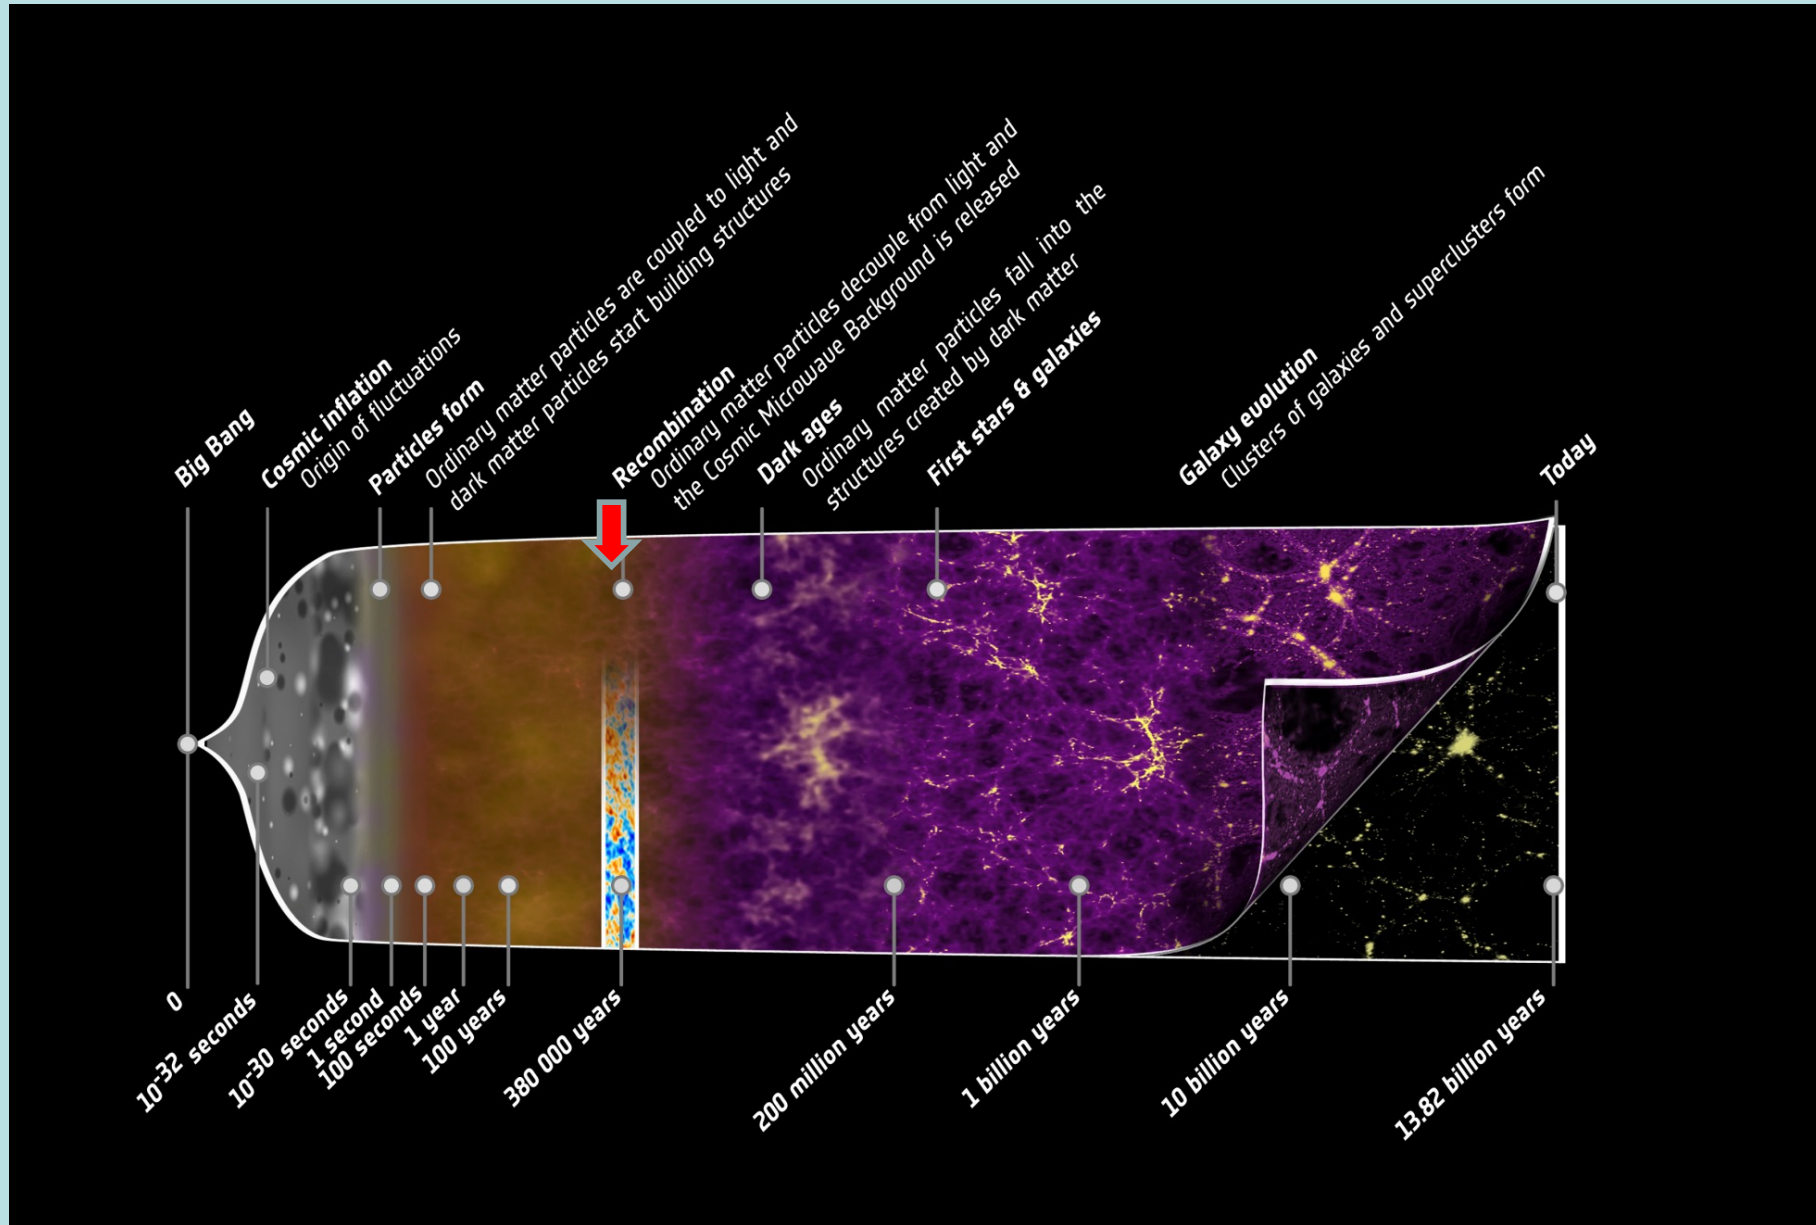 Big Bang
Cosmic inflation
Origin of fluctuations
Particles form
Ordinary matter particles are coupled to light and
dark matter particles start building structures
Recombination
Ordinary matter particles decouple from light and
the Cosmic Microwave Background is released
Dark ages
Ordinary matter particles fall into the
structures created by dark matter
First stars & galaxies
Galaxy evolution
Clusters of galaxies and superclusters form
Today
0
10-32 seconds
10-30 seconds
1 second
100 seconds
1 year
100 years
380 000 years
200 million years
1 billion years
10 billion years
13.82 billion years